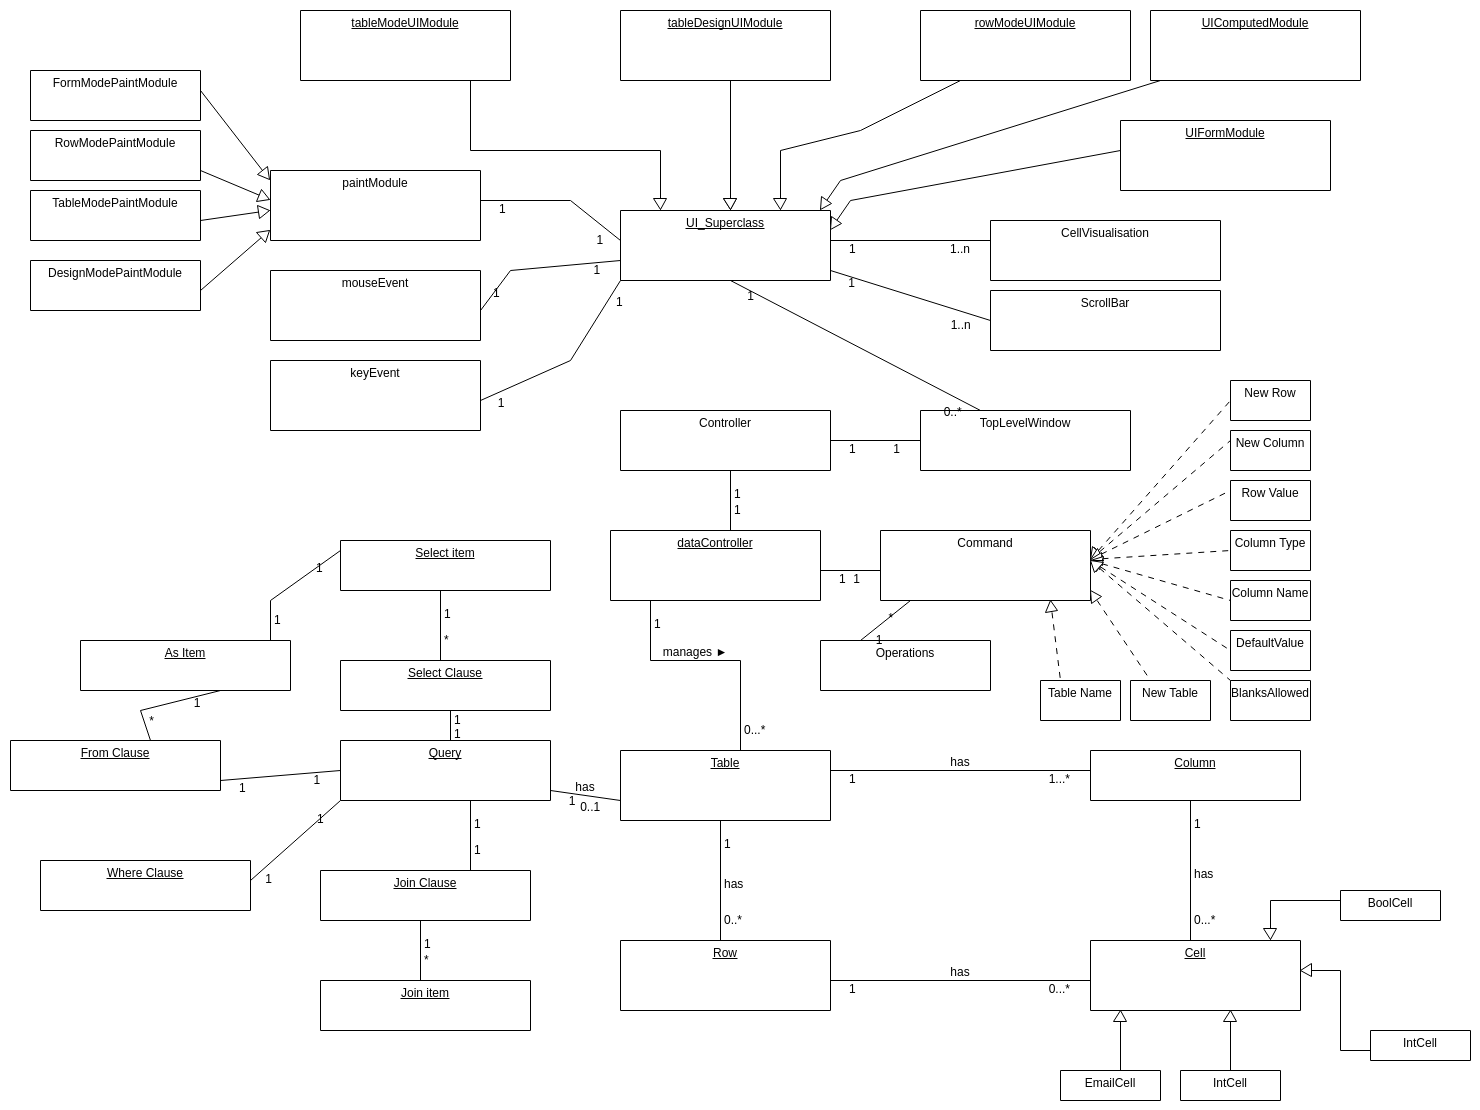 tableModeUIModule
tableDesignUIModule
rowModeUIModule
UIComputedModule
FormModePaintModule
RowModePaintModule
TableModePaintModule
DesignModePaintModule
UIFormModule
paintModule
1
1
UI_Superclass
CellVisualisation
1
1..n
mouseEvent
1
1
ScrollBar
1
1..n
keyEvent
1
1
1
0..*
Controller
TopLevelWindow
1
1
New Row
New Column
Row Value
Column Type
Column Name
DefaultValue
BlanksAllowed
1
1
dataController
Command
1
1
*
1
Operations
Table Name
New Table
Select item
1
1
1
*
As Item
Select Clause
1
*
1
1
1
manages ►
0...*
From Clause
Query
Table
Column
1
1
has
1
0..1
has
1
1...*
1
1
Where Clause
1
1
Join Clause
1
*
Join item
1
has
0..*
1
has
0...*
Row
Cell
has
1
0...*
BoolCell
IntCell
EmailCell
IntCell